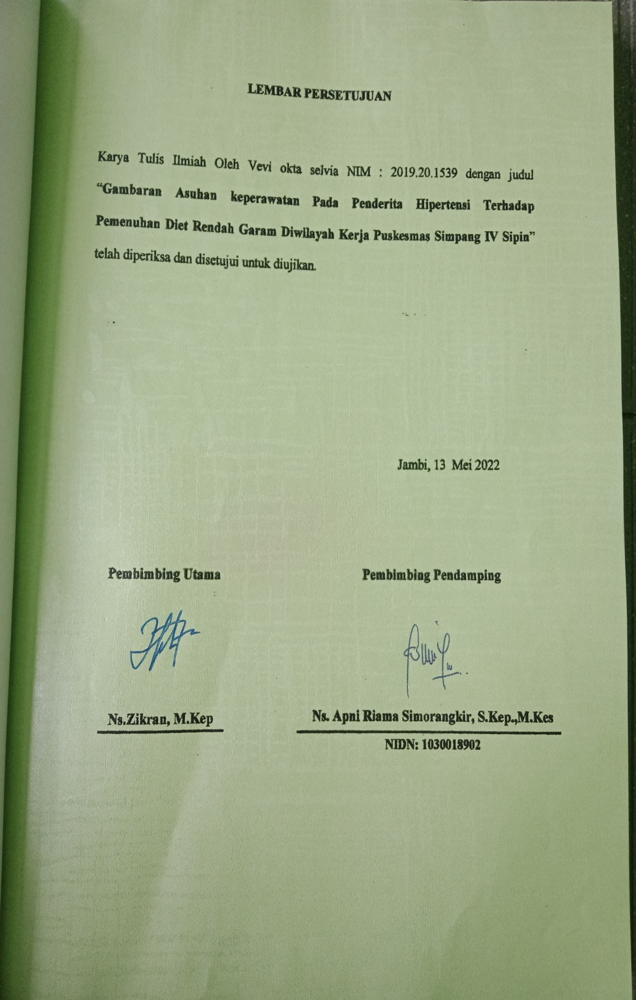 LEMBAR PERSETUJUAN
Karya Tulis Ilmiah Oleh Vevi okta selvia NIM : 2019.20.1539 dengan judul
“Gambaran Asuhan keperawatan Pada Penderita Hipertensi Terhadap
Pemenuhan Diet Rendah Garam Diwilayah Kerja Puskesmas Simpang IV Sipin”
telah diperiksa dan disetujui untuk diujikan.
Jambi, 13 Mei 2022
Pembimbing Utama
Pembimbing Pendamping
Ns.Zikran, M.Kep
Ns. Apni Riama Simorangkir, S.Kep.,M.Kes
NIDN: 1030018902